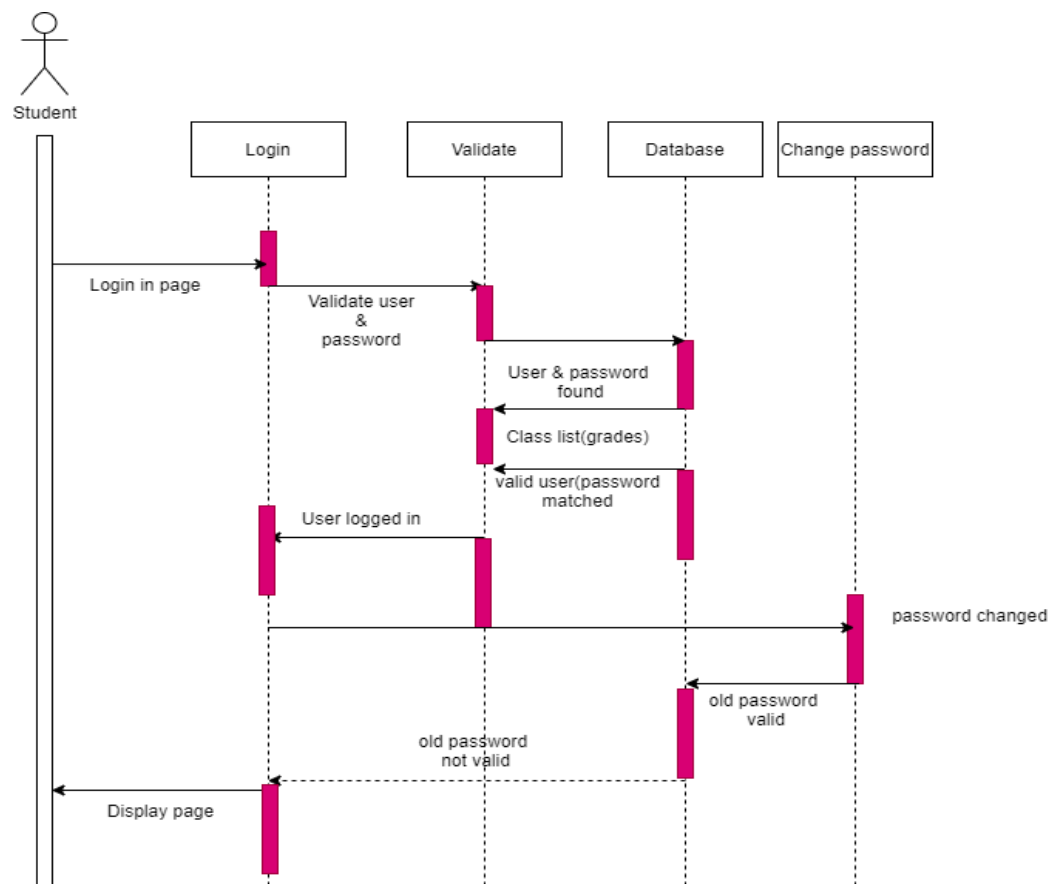 Student
Login
Validate
Database
Change password
Login in page
Validate user
&
password
User & password
found
Class list(grades)
valid user(password
matched
User logged in
password changed
old password
valid
old password
not valid
Display page